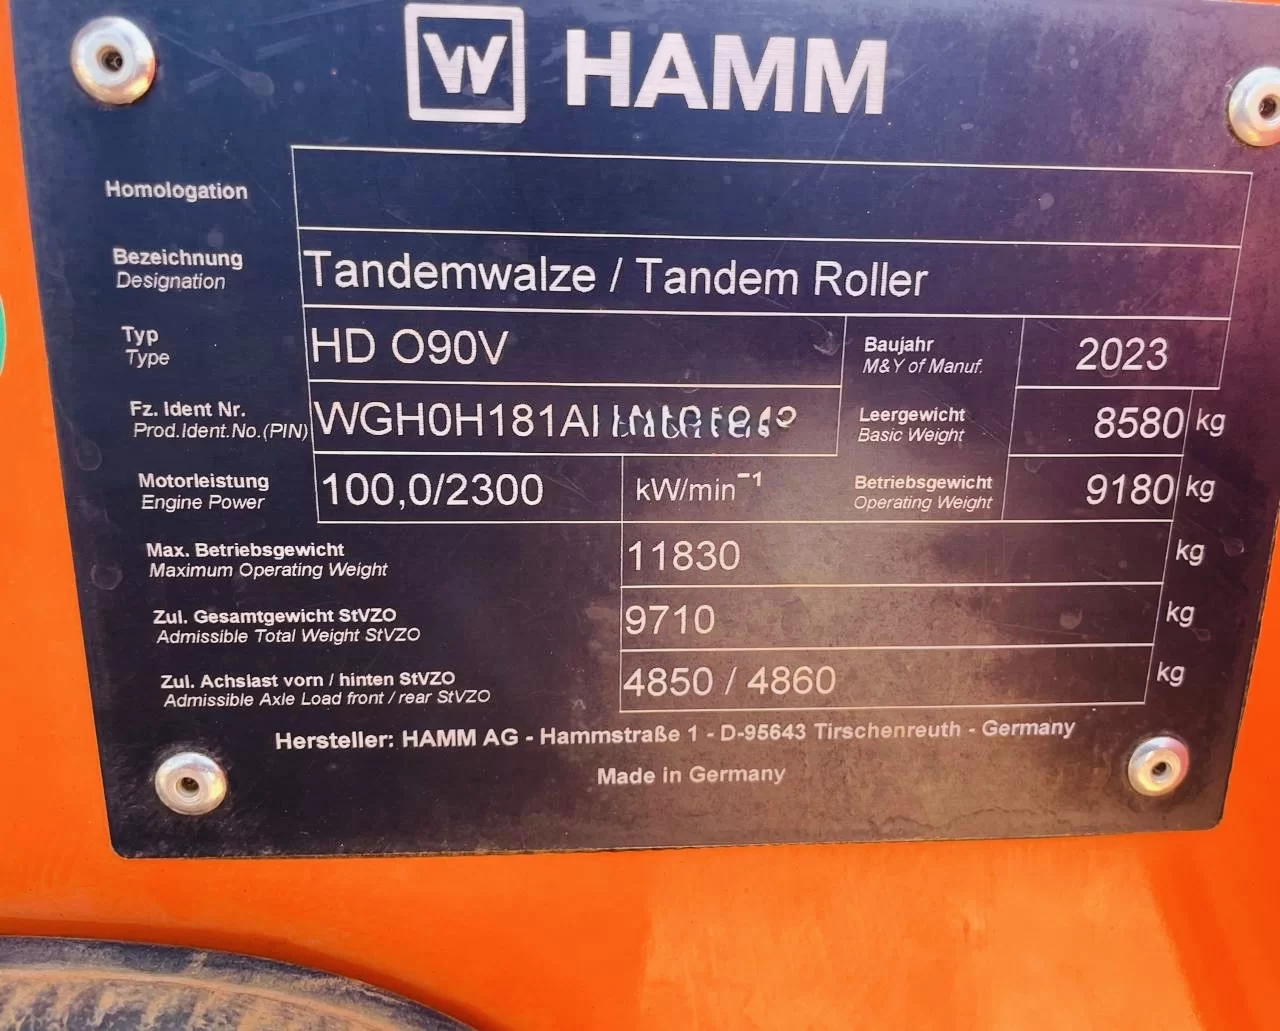 HAMM
Homologation
Bezeichnung
Designation
Tandemwalze / Tandem Roller
Typ
Type
HD O90V
Baujahr
M&Y of Manuf.
2023
Fz. Ident Nr.
Prod.Ident.No.(PIN)
Leergewicht
Basic Weight
8580 kg
Motorleistung
Engine Power
100,0/2300
kW/min⁻¹
Betriebsgewicht
Operating Weight
9180 kg
Max. Betriebsgewicht
Maximum Operating Weight
11830 kg
Zul. Gesamtgewicht StVZO
Admissible Total Weight StVZO
9710 kg
Zul. Achslast vorn / hinten StVZO
Admissible Axle Load front / rear StVZO
4850 / 4860 kg
Hersteller: HAMM AG - Hammstraße 1 - D-95643 Tirschenreuth - Germany
Made in Germany